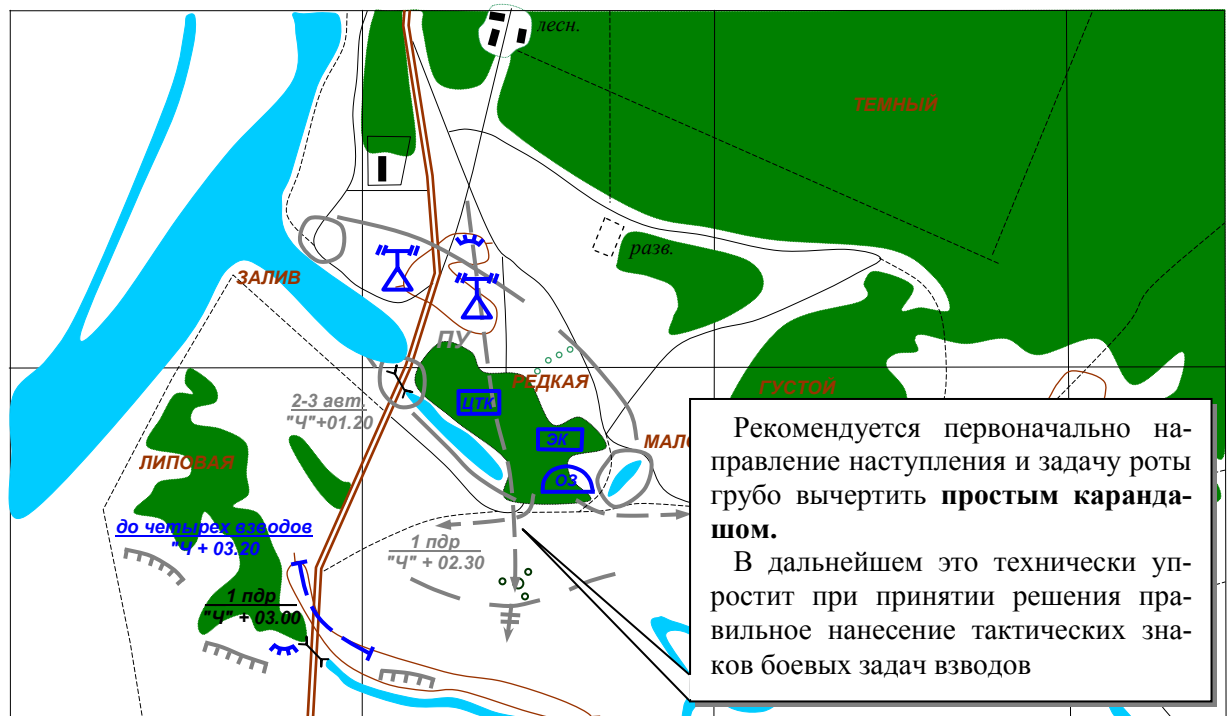 лесн.
ТЕМНЫЙ
разв.
ЗАЛИВ
ПУ
РЕДКАЯ
ГУСТОЙ
2-3 авт.
"Ч"+01.20
ЦТК
ЭК
МАЛО
ЛИПОВАЯ
ОЗ
до четырех взводов
"Ч + 03.20
1 пдр
"Ч" + 02.30
1 пдр
"Ч" + 03.00
Рекомендуется первоначально на-
правление наступления и задачу роты
грубо вычертить простым каранда-
шом.
В дальнейшем это технически уп-
ростит при принятии решения пра-
вильное нанесение тактических зна-
ков боевых задач взводов